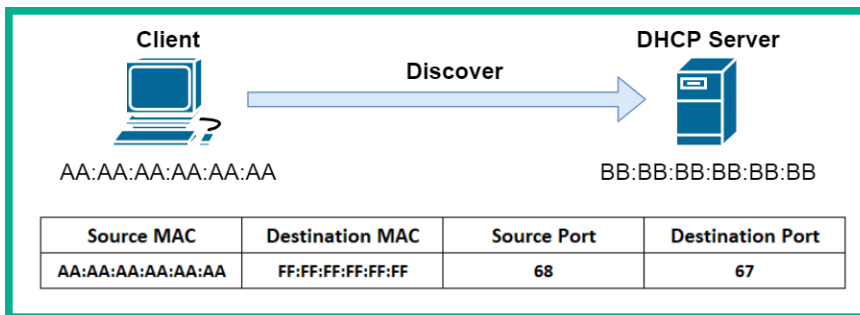 Client DHCP Server
Discover
AA:AA:AA:AA:AA:AA BB:BB:BB:BB:BB:BB
Source MAC Destination MAC Source Port Destination Port
AA:AA:AA:AA:AA:AA FF:FF:FF:FF:FF:FF 68 67